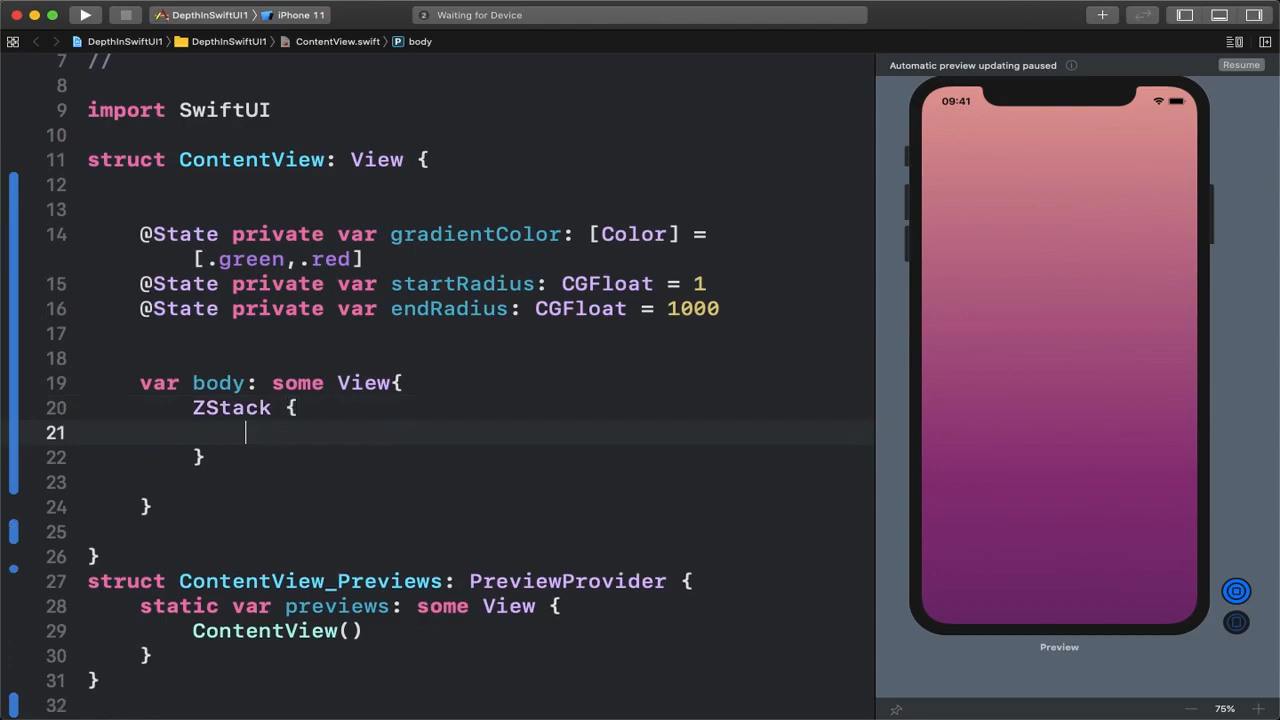 DepthInSwiftUI1 〉 iPhone 11
2 Waiting for Device
DepthInSwiftUI1 〉 DepthInSwiftUI1 〉 ContentView.swift 〉 P body
Automatic preview updating paused
Resume
7 //
8
9 import SwiftUI
10
11 struct ContentView: View {
12
13
14 @State private var gradientColor: [Color] =
[.green,.red]
15 @State private var startRadius: CGFloat = 1
16 @State private var endRadius: CGFloat = 1000
17
18
19 var body: some View{
20 ZStack {
21
22 }
23
24 }
25
26 }
27 struct ContentView_Previews: PreviewProvider {
28 static var previews: some View {
29 ContentView()
30 }
31 }
32
09:41
Preview
75%